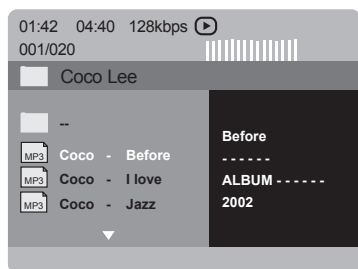 01:42 04:40 128kbps
001/020
Coco Lee
--
MP3 Coco - Before
MP3 Coco - I love
MP3 Coco - Jazz
Before
- - - - - -
ALBUM - - - - - -
2002